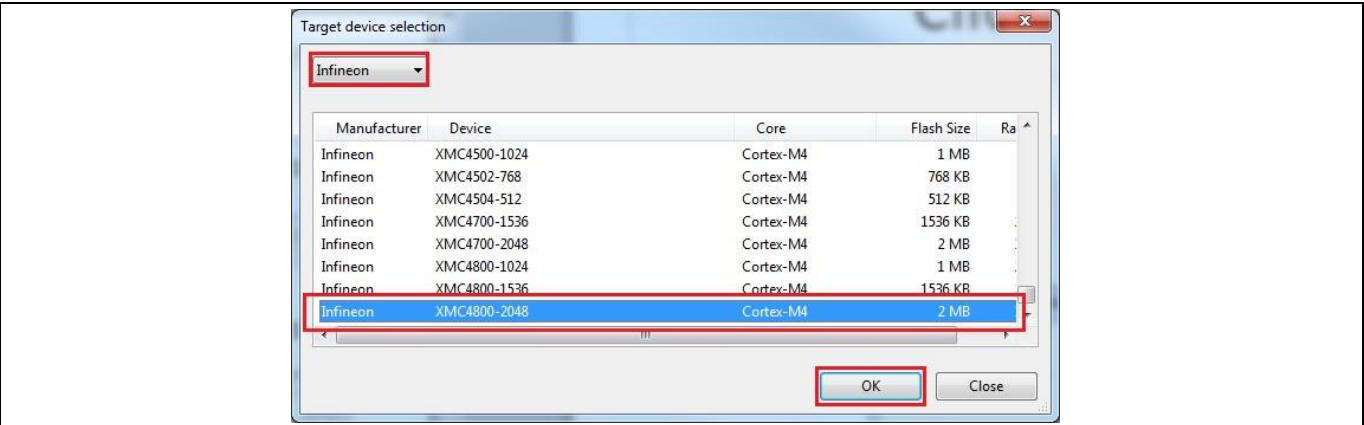 Target device selection
Infineon
Manufacturer Device Core Flash Size Ra
Infineon XMC4500-1024 Cortex-M4 1 MB
Infineon XMC4502-768 Cortex-M4 768 KB
Infineon XMC4504-512 Cortex-M4 512 KB
Infineon XMC4700-1536 Cortex-M4 1536 KB
Infineon XMC4700-2048 Cortex-M4 2 MB
Infineon XMC4800-1024 Cortex-M4 1 MB
Infineon XMC4800-1536 Cortex-M4 1536 KB
Infineon XMC4800-2048 Cortex-M4 2 MB
OK Close